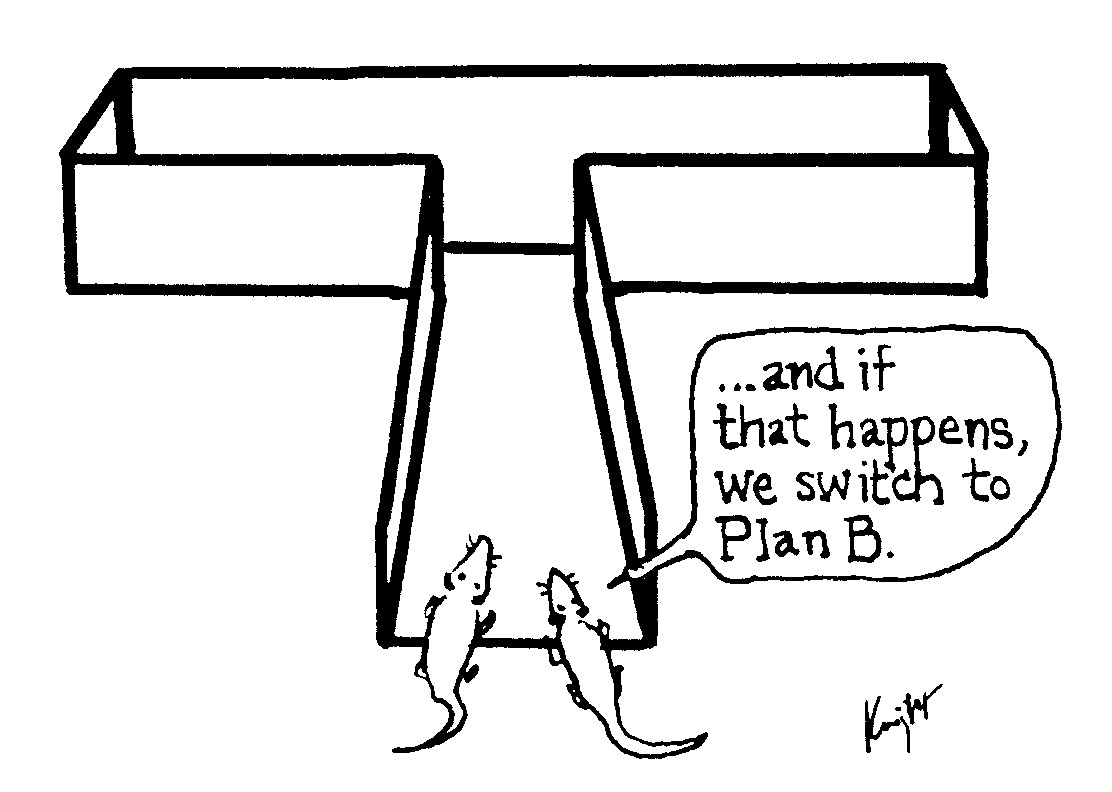 ...and if
that happens,
we switch to
Plan B.